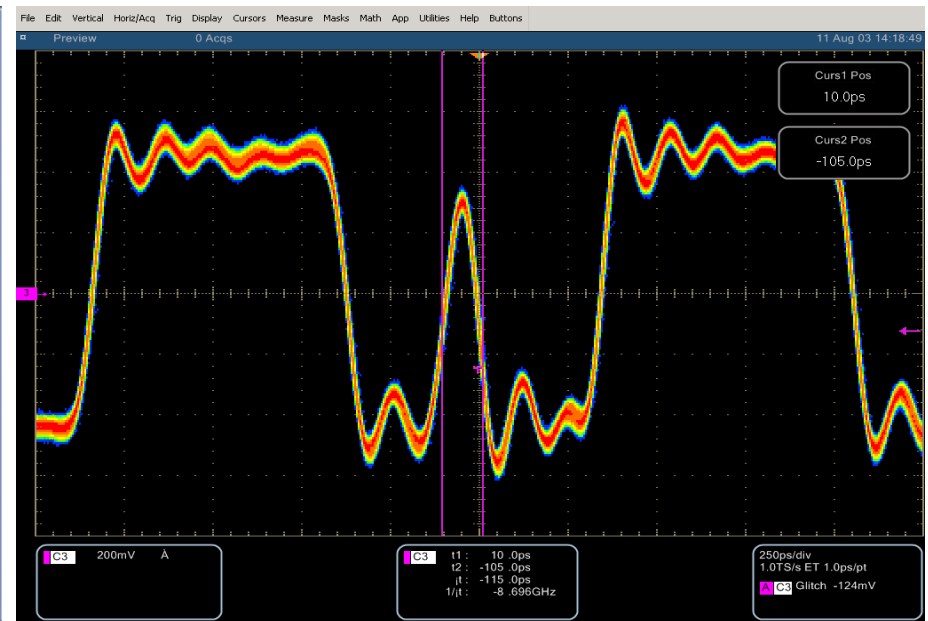 File Edit Vertical Horiz/Acq Trig Display Cursors Measure Masks Math App Utilities Help Buttons
Preview 0 Acqs 11 Aug 03 14:18:49
Curs1 Pos
10.0ps
Curs2 Pos
-105.0ps
3
C3 200mV À
C3 t1 : 10 .0ps
t2 : -105 .0ps
¡t : -115 .0ps
1/¡t : -8 .696GHz
250ps/div
1.0TS/s ET 1.0ps/pt
A C3 Glitch -124mV